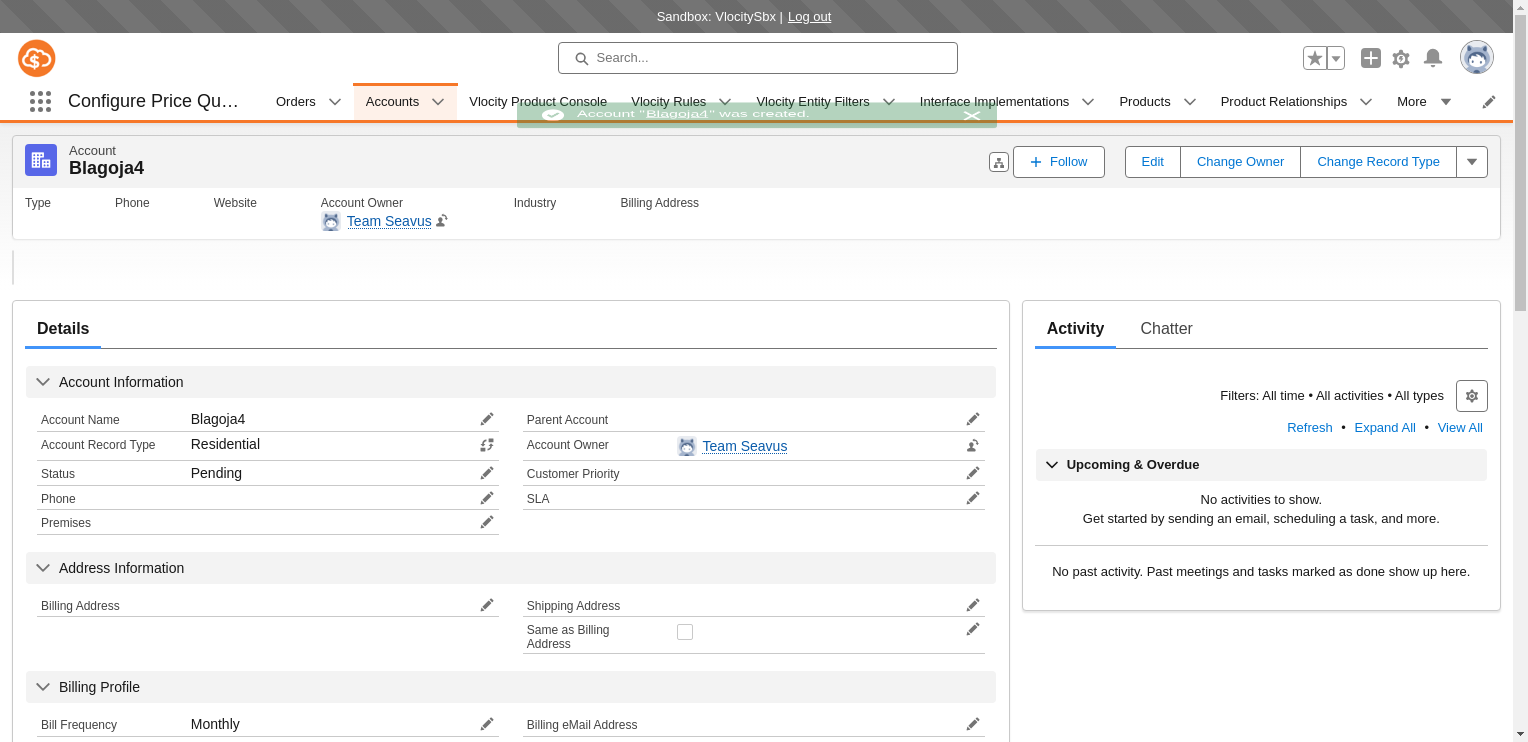 Sandbox: VlocitySbx | Log out
Search...
Configure Price Qu...
Orders
Accounts
Vlocity Product Console
Vlocity Rules
Vlocity Entity Filters
Interface Implementations
Products
Product Relationships
More
Account "Blagoja4" was created.
Account
Blagoja4
Follow
Edit
Change Owner
Change Record Type
Type
Phone
Website
Account Owner
Industry
Billing Address
Team Seavus
Details
Account Information
Account Name
Blagoja4
Parent Account
Account Record Type
Residential
Account Owner
Team Seavus
Status
Pending
Customer Priority
Phone
SLA
Premises
Address Information
Billing Address
Shipping Address
Same as Billing
Address
Billing Profile
Bill Frequency
Monthly
Billing eMail Address
Activity
Chatter
Filters: All time • All activities • All types
Refresh • Expand All • View All
Upcoming & Overdue
No activities to show.
Get started by sending an email, scheduling a task, and more.
No past activity. Past meetings and tasks marked as done show up here.